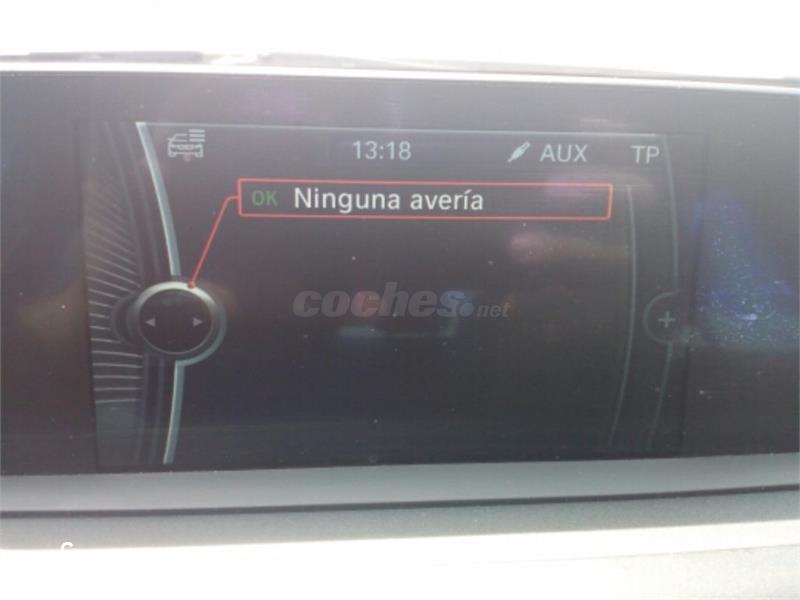 13:18 AUX TP
OK Ninguna avería
coches.net